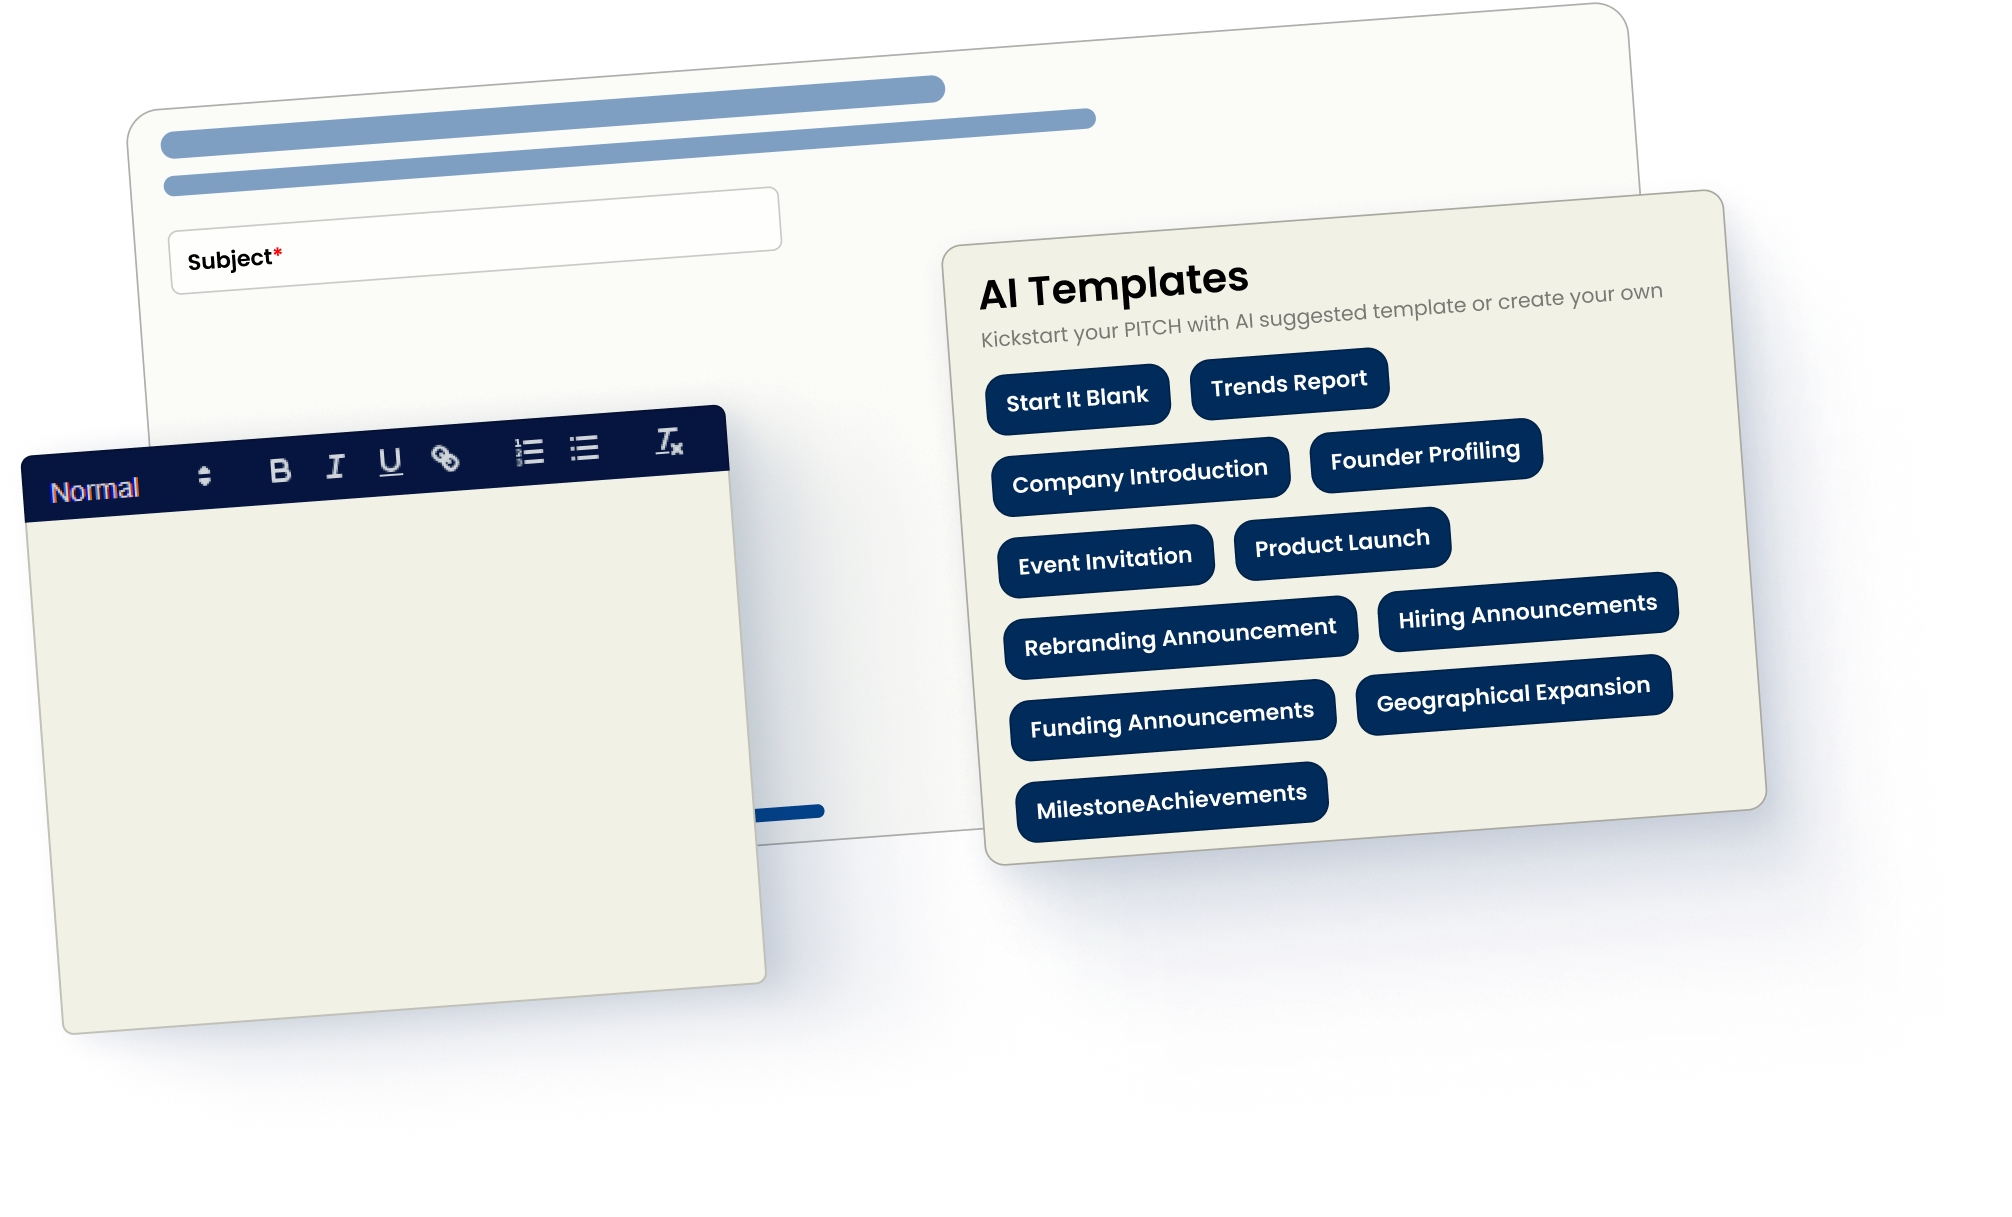 Subject*
AI Templates
Kickstart your PITCH with AI suggested template or create your own
Start It Blank
Trends Report
Company Introduction
Founder Profiling
Event Invitation
Product Launch
Rebranding Announcement
Hiring Announcements
Funding Announcements
Geographical Expansion
MilestoneAchievements
Normal